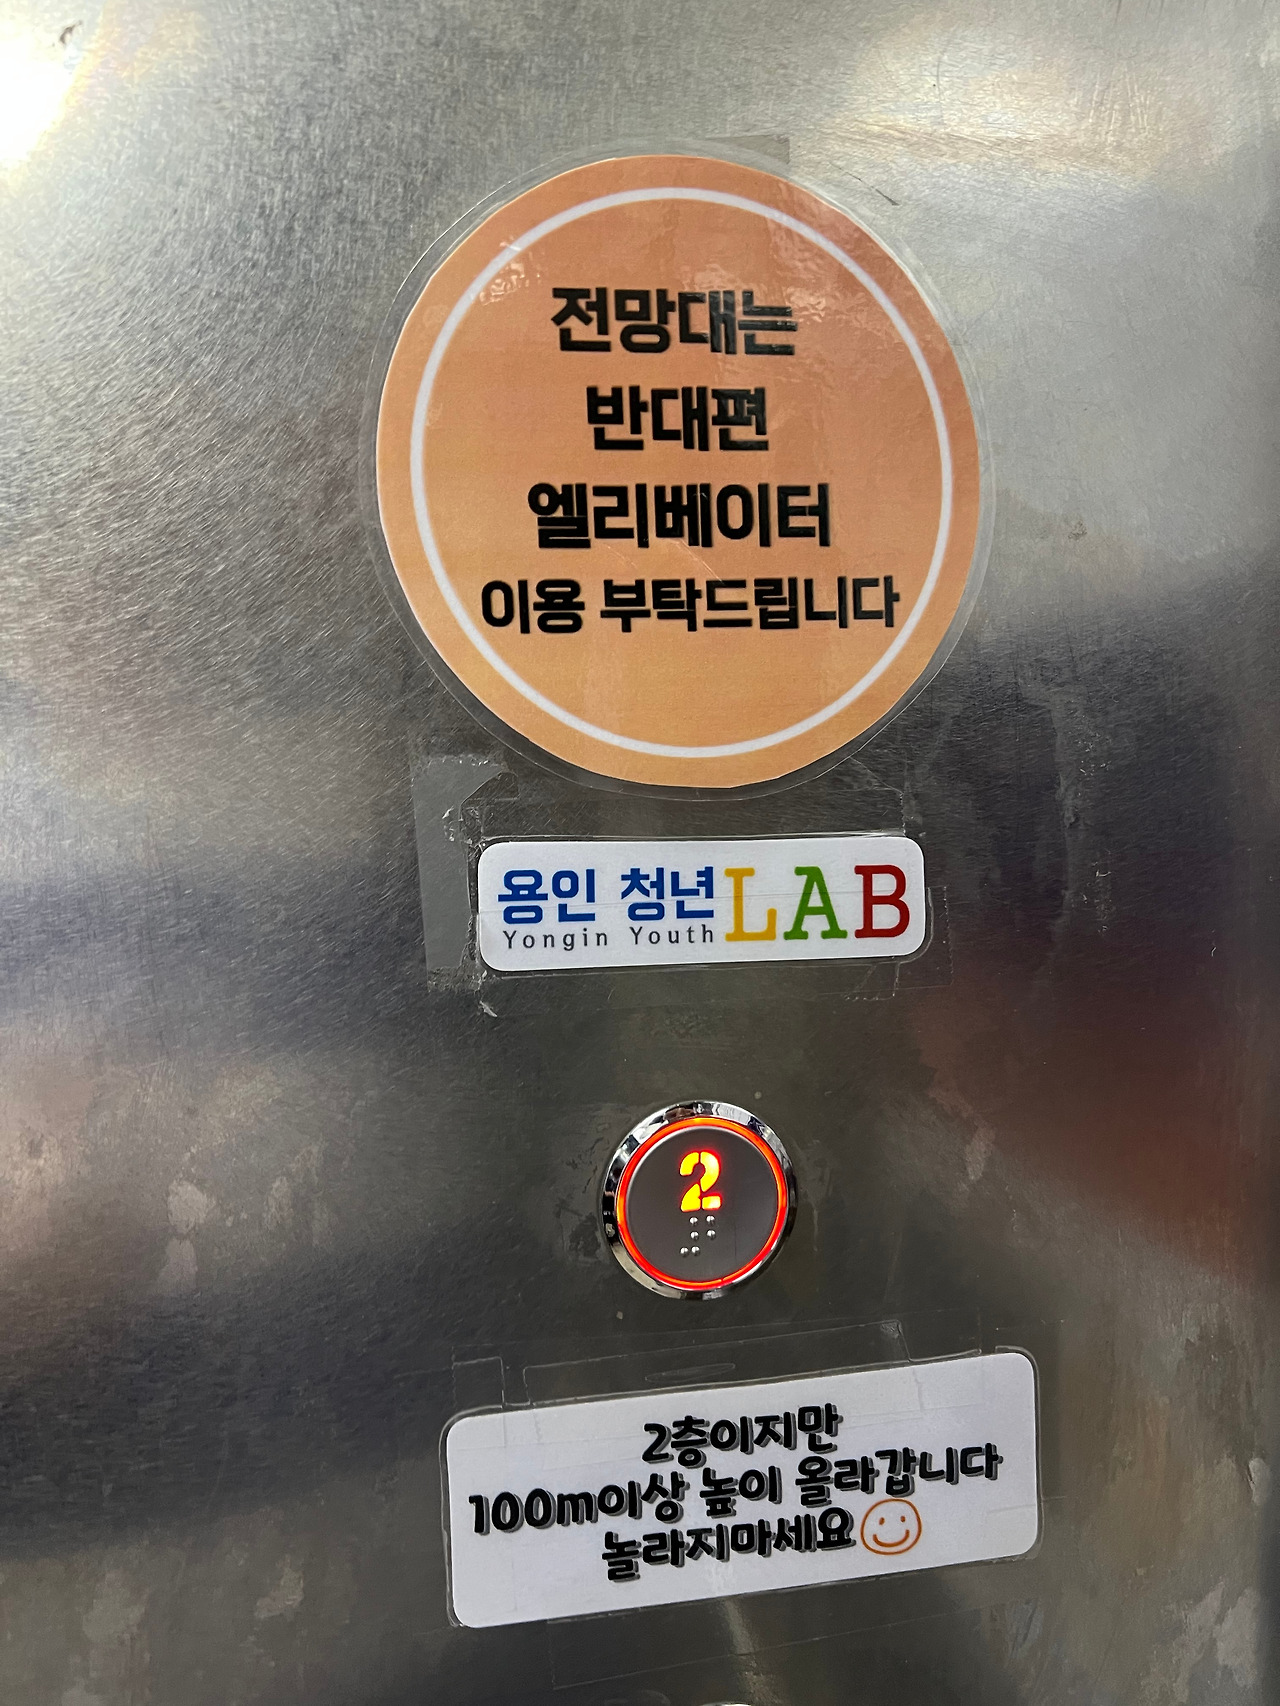 전망대는
반대편
엘리베이터
이용 부탁드립니다
용인 청년LAB
Yongin Youth
2
2층이지만
100m이상 높이 올라갑니다
놀라지마세요